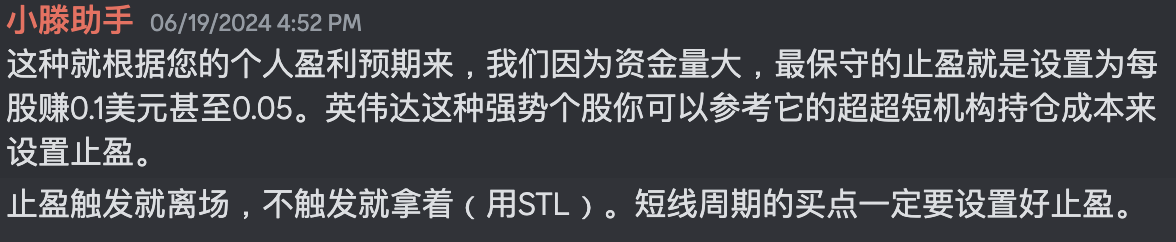 小滕助手 06/19/2024 4:52 PM
这种就根据您的个人盈利预期来，我们因为资金量大，最保守的止盈就是设置为每
股赚0.1美元甚至0.05。英伟达这种强势个股你可以参考它的超超短机构持仓成本来
设置止盈。
止盈触发就离场，不触发就拿着（用STL）。短线周期的买点一定要设置好止盈。